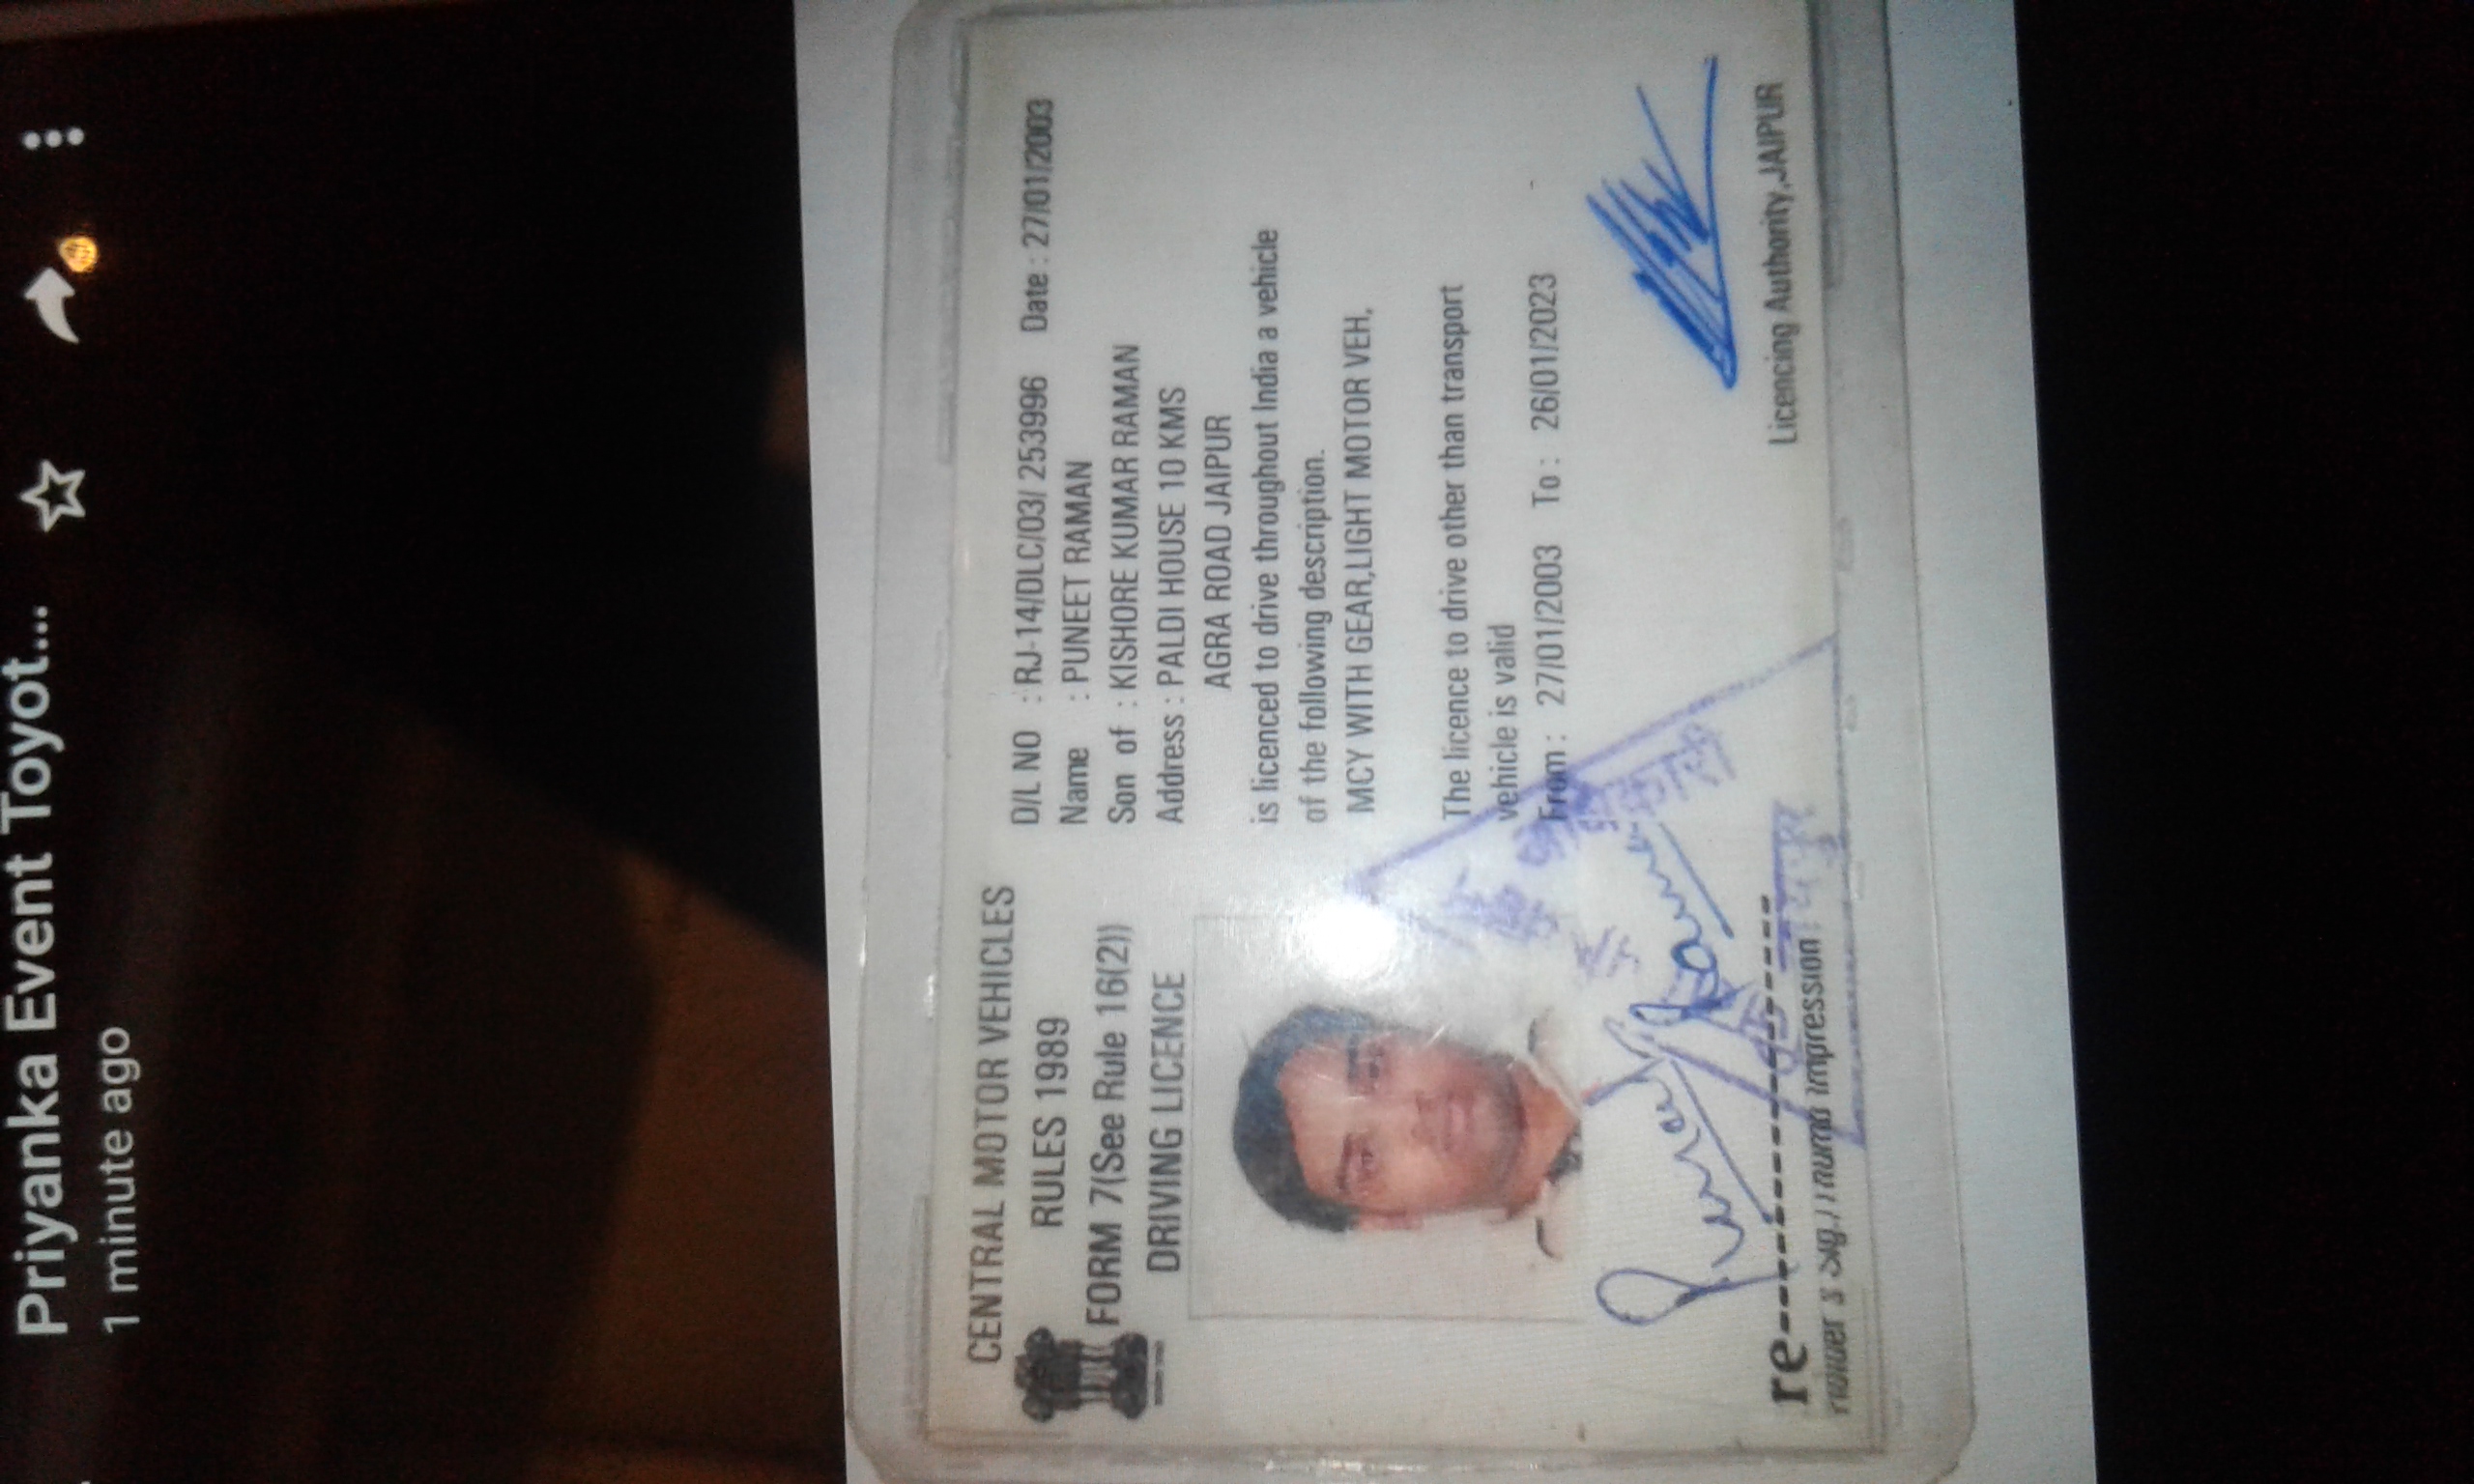 Priyanka Event Toyot...
1 minute ago
CENTRAL MOTOR VEHICLES
RULES 1989
FORM 7(See Rule 16(2))
DRIVING LICENCE
D/L NO : RJ-14/DLC/03/ 253996 Date : 27/01/2003
Name : PUNEET RAMAN
Son of : KISHORE KUMAR RAMAN
Address : PALDI HOUSE 10 KMS
AGRA ROAD JAIPUR
is licenced to drive throughout India a vehicle
of the following description.
MCY WITH GEAR,LIGHT MOTOR VEH,
The licence to drive other than transport
vehicle is valid
From : 27/01/2003 To : 26/01/2023
re
Impression :
Licencing Authority,JAIPUR